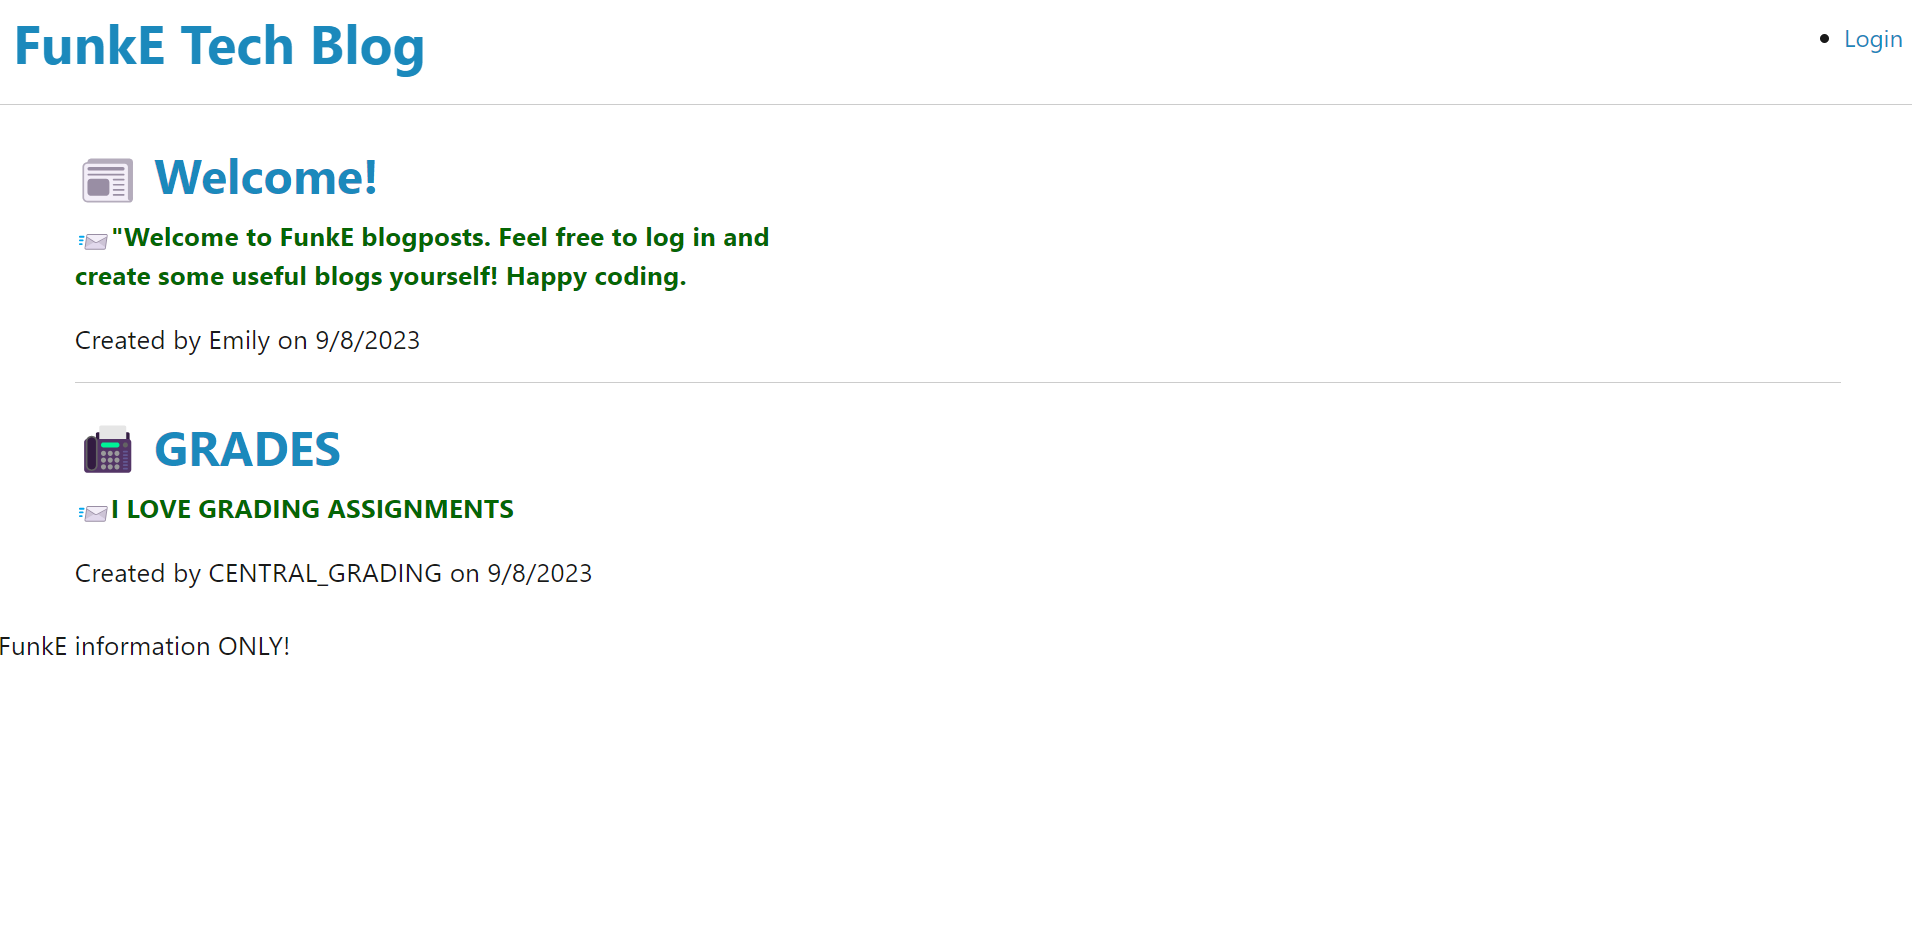 FunkE Tech Blog
Login
Welcome!
"Welcome to FunkE blogposts. Feel free to log in and
create some useful blogs yourself! Happy coding.
Created by Emily on 9/8/2023
GRADES
I LOVE GRADING ASSIGNMENTS
Created by CENTRAL_GRADING on 9/8/2023
FunkE information ONLY!